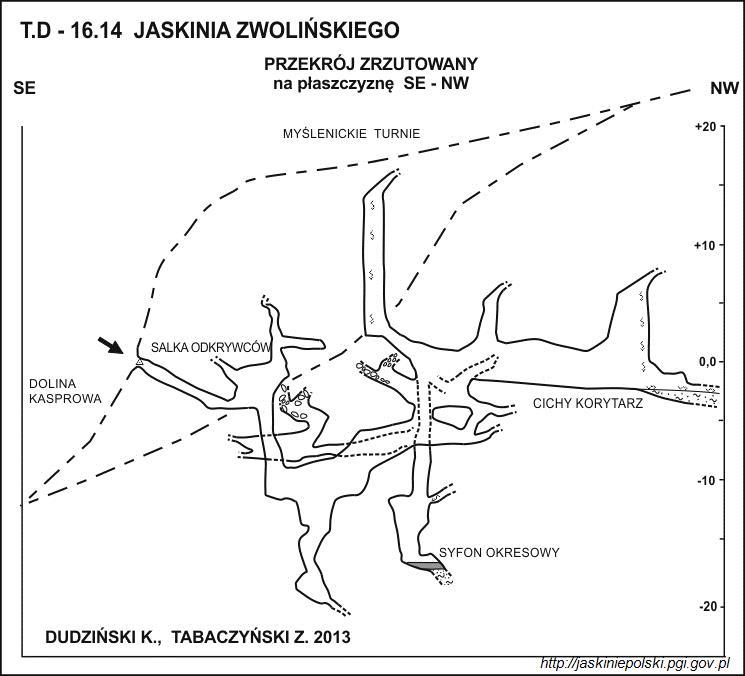 T.D - 16.14 JASKINIA ZWOLIŃSKIEGO
PRZEKRÓJ ZRZUTOWANY
na płaszczyznę SE - NW
SE
NW
MYŚLENICKIE TURNIE
+20
+10
SALKA ODKRYWCÓW
0,0
DOLINA
KASPROWA
CICHY KORYTARZ
-10
SYFON OKRESOWY
-20
DUDZIŃSKI K., TABACZYŃSKI Z. 2013
http://jaskiniepolski.pgi.gov.pl